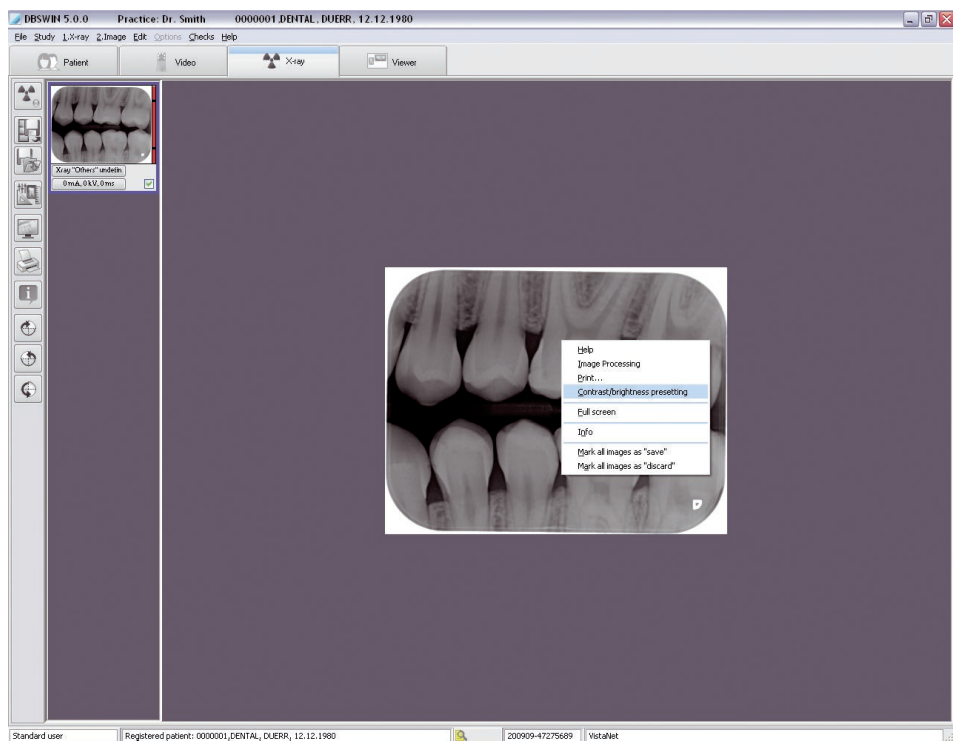 DBSWIN 5.0.0 Practice: Dr. Smith 0000001 ,DENTAL , DUERR , 12.12.1980
File Study 1.X-ray 2.Image Edit Options Checks Help
Patient Video X-ray Viewer
Xray "Others" undefin
0 mA, 0 kV, 0 ms
Help
Image Processing
Print...
Contrast/brightness presetting
Full screen
Info
Mark all images as "save"
Mark all images as "discard"
Standard user Registered patient: 0000001,DENTAL, DUERR, 12.12.1980 200909-47275689 VistaNet